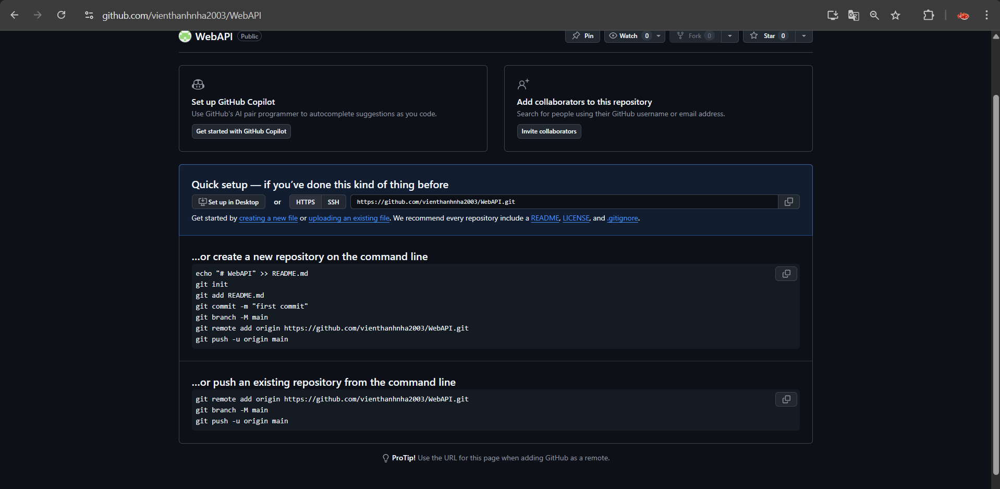 github.com/vienthanhnha2003/WebAPI
WebAPI Public
Pin
Watch 0
Fork 0
Star 0
Set up GitHub Copilot
Use GitHub's AI pair programmer to autocomplete suggestions as you code.
Get started with GitHub Copilot
Add collaborators to this repository
Search for people using their GitHub username or email address.
Invite collaborators
Quick setup — if you’ve done this kind of thing before
Set up in Desktop or HTTPS SSH https://github.com/vienthanhnha2003/WebAPI.git
Get started by creating a new file or uploading an existing file. We recommend every repository include a README, LICENSE, and .gitignore.
…or create a new repository on the command line
echo "# WebAPI" >> README.md
git init
git add README.md
git commit -m "first commit"
git branch -M main
git remote add origin https://github.com/vienthanhnha2003/WebAPI.git
git push -u origin main
…or push an existing repository from the command line
git remote add origin https://github.com/vienthanhnha2003/WebAPI.git
git branch -M main
git push -u origin main
ProTip! Use the URL for this page when adding GitHub as a remote.